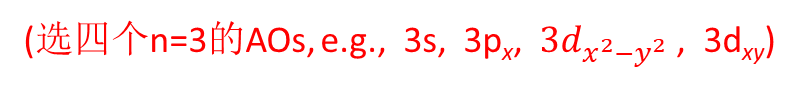 (选四个n=3的AOs, e.g., 3s, 3pₓ, 3d_{x²−y²} , 3d_{xy})